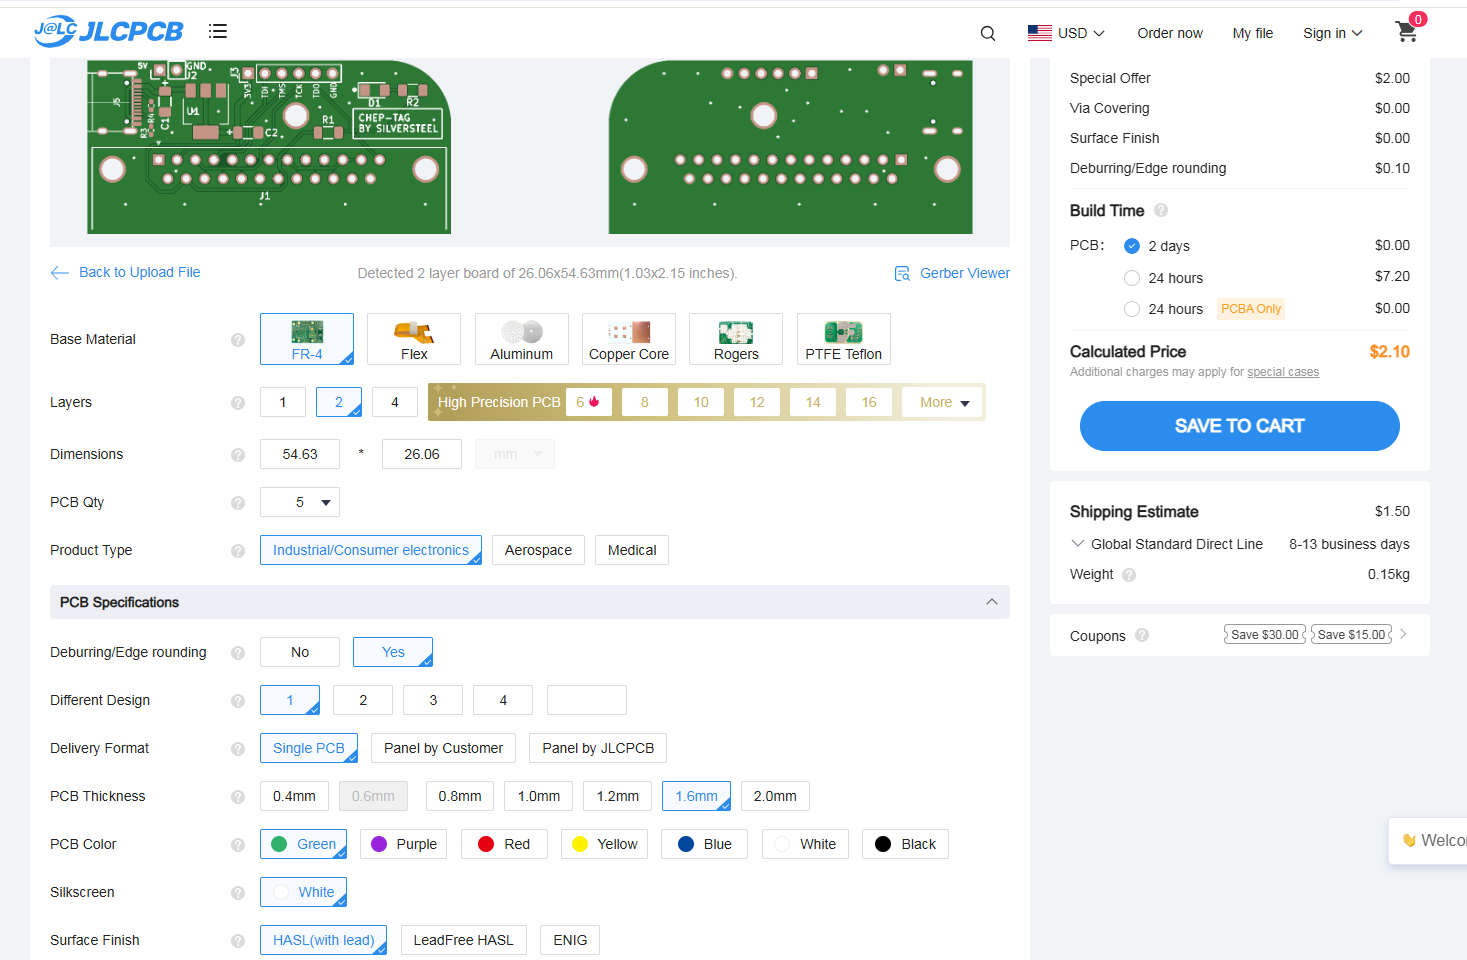 J@LC JLCPCB
USD
Order now
My file
Sign in
0
5V
GND
J2
J3
3V3
TDI
TMS
TCK
TDO
GND
J5
R4
R3
C1
U1
C2
R1
D1
R2
CHEP-TAG
BY SILVERSTEEL
J1
Back to Upload File
Detected 2 layer board of 26.06x54.63mm(1.03x2.15 inches).
Gerber Viewer
Base Material
FR-4
Flex
Aluminum
Copper Core
Rogers
PTFE Teflon
Layers
1
2
4
High Precision PCB
6
8
10
12
14
16
More
Dimensions
54.63
*
26.06
mm
PCB Qty
5
Product Type
Industrial/Consumer electronics
Aerospace
Medical
PCB Specifications
Deburring/Edge rounding
No
Yes
Different Design
1
2
3
4
Delivery Format
Single PCB
Panel by Customer
Panel by JLCPCB
PCB Thickness
0.4mm
0.6mm
0.8mm
1.0mm
1.2mm
1.6mm
2.0mm
PCB Color
Green
Purple
Red
Yellow
Blue
White
Black
Silkscreen
White
Surface Finish
HASL(with lead)
LeadFree HASL
ENIG
Special Offer $2.00
Via Covering $0.00
Surface Finish $0.00
Deburring/Edge rounding $0.10
Build Time
PCB:
2 days $0.00
24 hours $7.20
24 hours PCBA Only $0.00
Calculated Price $2.10
Additional charges may apply for special cases
SAVE TO CART
Shipping Estimate $1.50
Global Standard Direct Line 8-13 business days
Weight 0.15kg
Coupons Save $30.00 Save $15.00
Welco